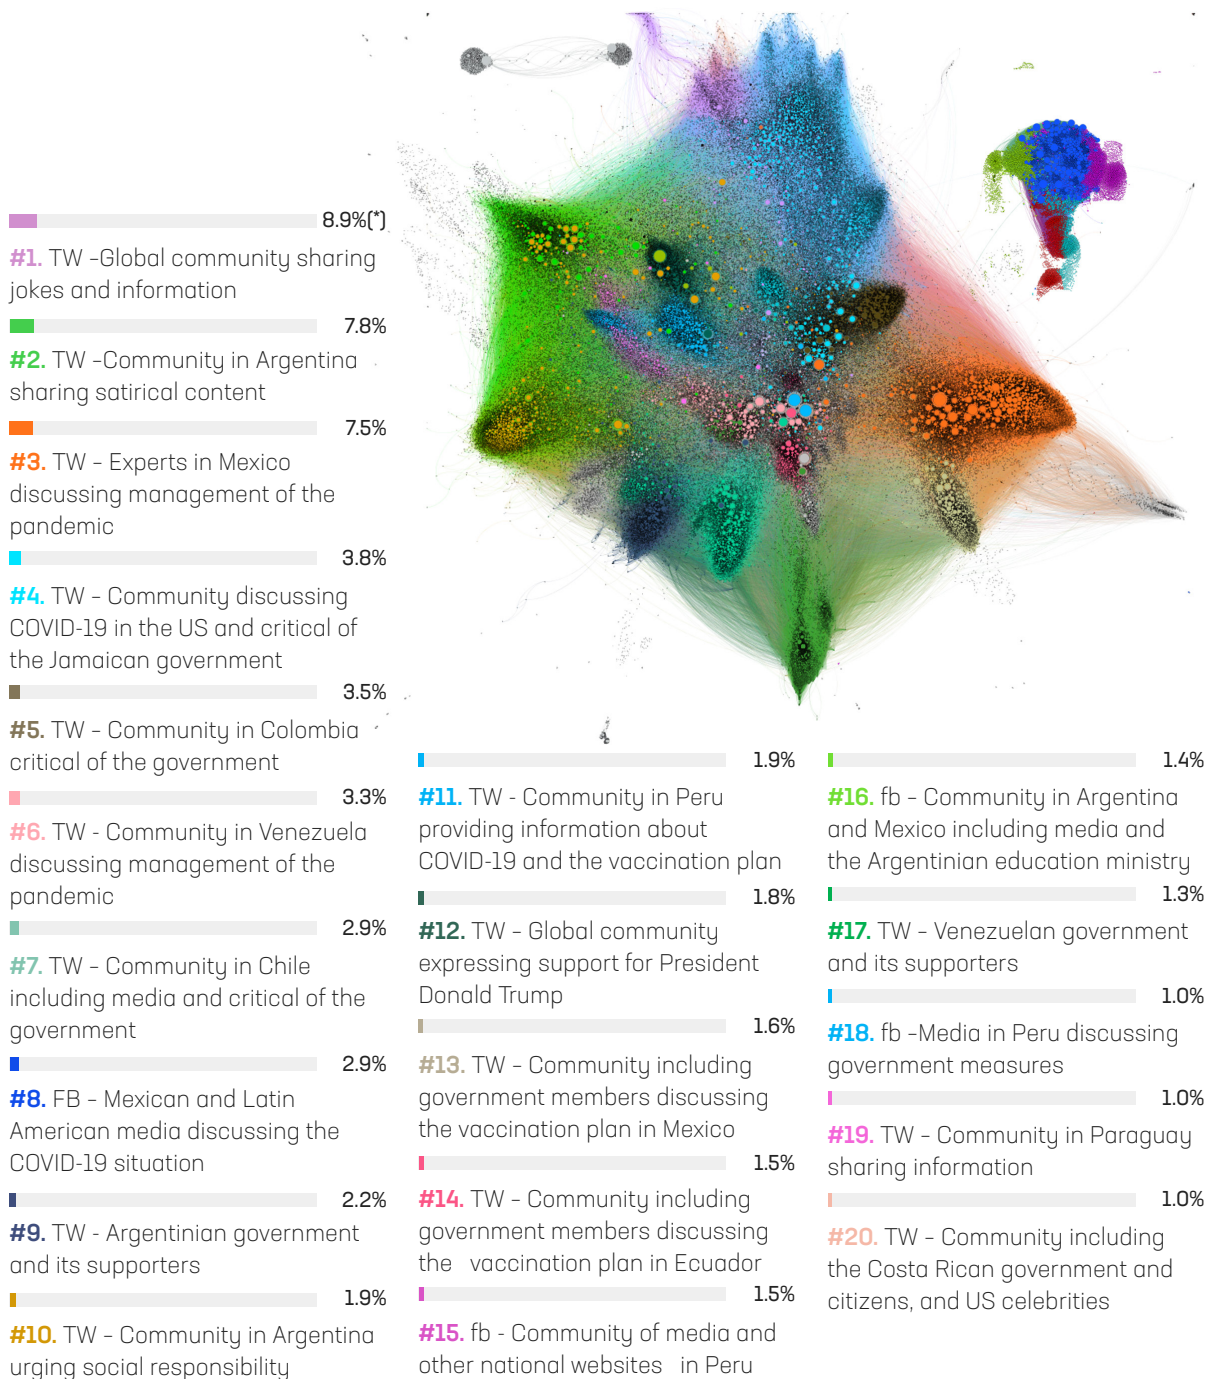 8.9%(*)
#1. TW –Global community sharing
jokes and information
7.8%
#2. TW –Community in Argentina
sharing satirical content
7.5%
#3. TW – Experts in Mexico
discussing management of the
pandemic
3.8%
#4. TW – Community discussing
COVID-19 in the US and critical of
the Jamaican government
3.5%
#5. TW – Community in Colombia
critical of the government
3.3%
#6. TW - Community in Venezuela
discussing management of the
pandemic
2.9%
#7. TW – Community in Chile
including media and critical of the
government
2.9%
#8. FB – Mexican and Latin
American media discussing the
COVID-19 situation
2.2%
#9. TW - Argentinian government
and its supporters
1.9%
#10. TW – Community in Argentina
urging social responsibility
1.9%
#11. TW - Community in Peru
providing information about
COVID-19 and the vaccination plan
1.8%
#12. TW – Global community
expressing support for President
Donald Trump
1.6%
#13. TW – Community including
government members discussing
the vaccination plan in Mexico
1.5%
#14. TW – Community including
government members discussing
the vaccination plan in Ecuador
1.5%
#15. fb - Community of media and
other national websites in Peru
1.4%
#16. fb – Community in Argentina
and Mexico including media and
the Argentinian education ministry
1.3%
#17. TW – Venezuelan government
and its supporters
1.0%
#18. fb –Media in Peru discussing
government measures
1.0%
#19. TW – Community in Paraguay
sharing information
1.0%
#20. TW – Community including
the Costa Rican government and
citizens, and US celebrities